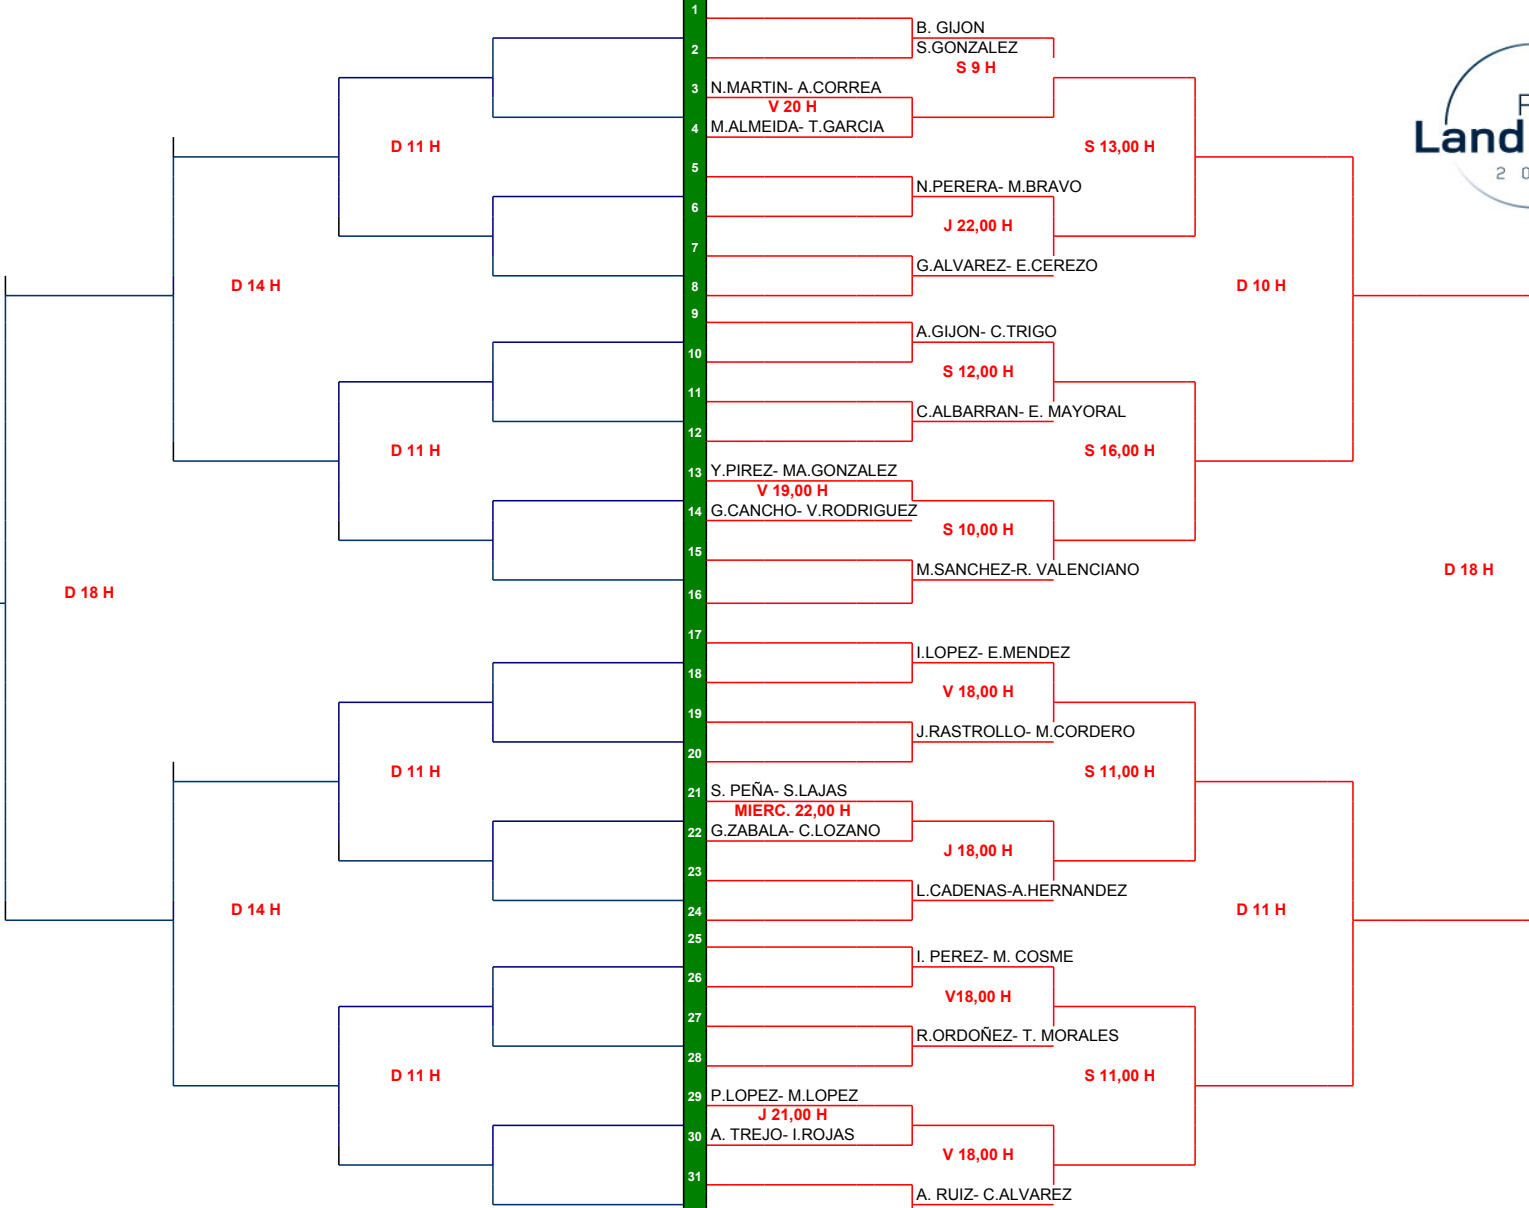 1
B. GIJON
2
S.GONZALEZ
S 9 H
3
N.MARTIN- A.CORREA
V 20 H
4
M.ALMEIDA- T.GARCIA
D 11 H
S 13,00 H
Land
2 0
5
N.PERERA- M.BRAVO
6
J 22,00 H
7
G.ALVAREZ- E.CEREZO
8
D 14 H
D 10 H
9
A.GIJON- C.TRIGO
10
S 12,00 H
11
C.ALBARRAN- E. MAYORAL
12
D 11 H
S 16,00 H
13
Y.PIREZ- MA.GONZALEZ
V 19,00 H
14
G.CANCHO- V.RODRIGUEZ
S 10,00 H
15
M.SANCHEZ-R. VALENCIANO
16
D 18 H
D 18 H
17
I.LOPEZ- E.MENDEZ
18
V 18,00 H
19
J.RASTROLLO- M.CORDERO
20
D 11 H
S 11,00 H
21
S. PEÑA- S.LAJAS
MIERC. 22,00 H
22
G.ZABALA- C.LOZANO
J 18,00 H
23
L.CADENAS-A.HERNANDEZ
24
D 14 H
D 11 H
25
I. PEREZ- M. COSME
26
V18,00 H
27
R.ORDOÑEZ- T. MORALES
28
D 11 H
S 11,00 H
29
P.LOPEZ- M.LOPEZ
J 21,00 H
30
A. TREJO- I.ROJAS
V 18,00 H
31
A. RUIZ- C.ALVAREZ